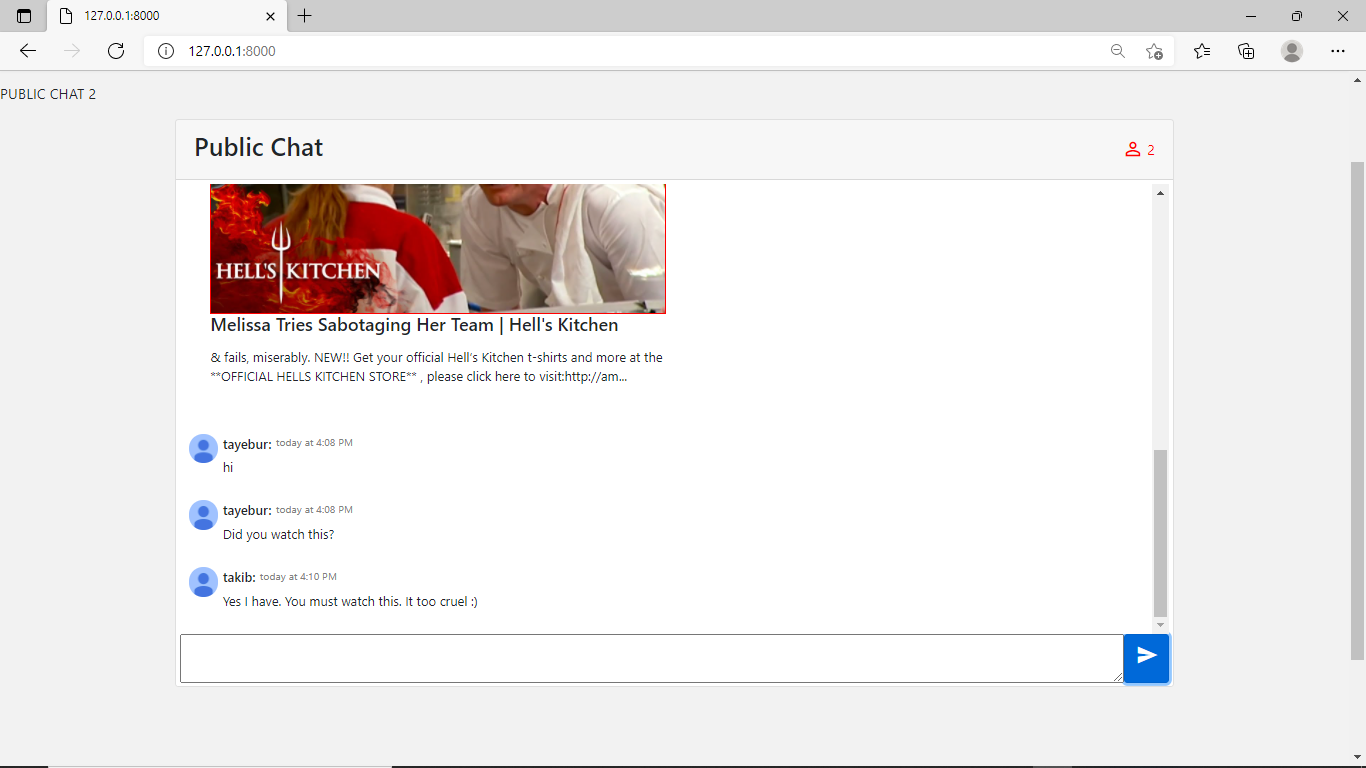 127.0.0.1:8000
127.0.0.1:8000
PUBLIC CHAT 2
Public Chat
2
HELL'S KITCHEN
Melissa Tries Sabotaging Her Team | Hell's Kitchen
& fails, miserably. NEW!! Get your official Hell's Kitchen t-shirts and more at the
**OFFICIAL HELLS KITCHEN STORE** , please click here to visit:http://am...
tayebur: today at 4:08 PM
hi
tayebur: today at 4:08 PM
Did you watch this?
takib: today at 4:10 PM
Yes I have. You must watch this. It too cruel :)